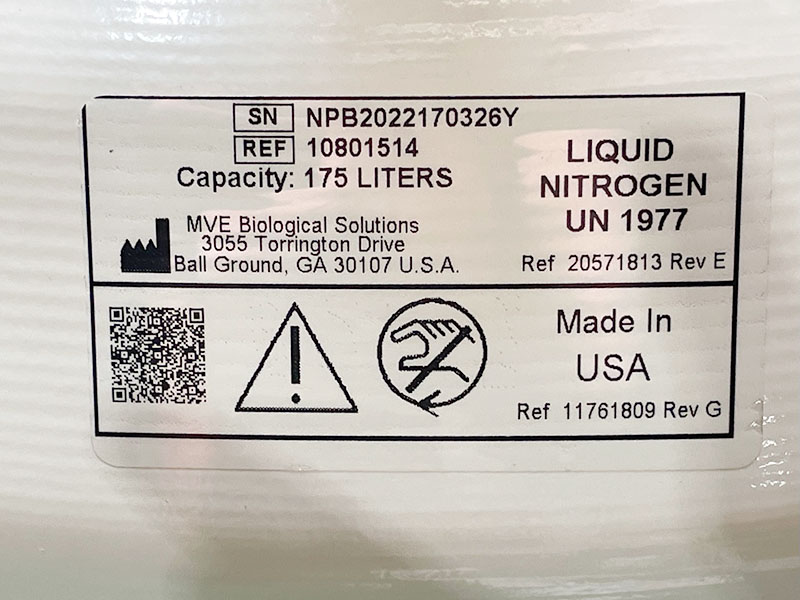 SN NPB2022170326Y
REF 10801514
Capacity: 175 LITERS
MVE Biological Solutions
3055 Torrington Drive
Ball Ground, GA 30107 U.S.A.
LIQUID
NITROGEN
UN 1977
Ref 20571813 Rev E
Made In
USA
Ref 11761809 Rev G